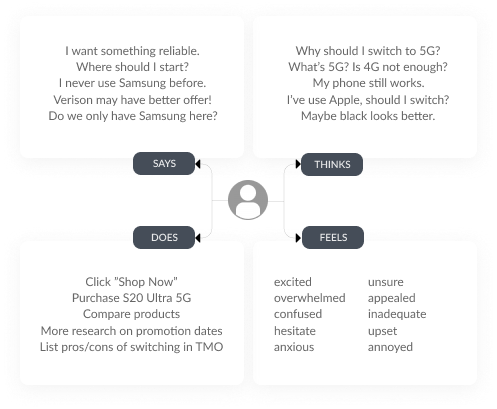 I want something reliable.
Where should I start?
I never use Samsung before.
Verison may have better offer!
Do we only have Samsung here?
Why should I switch to 5G?
What's 5G? Is 4G not enough?
My phone still works.
I've use Apple, should I switch?
Maybe black looks better.
SAYS
THINKS
DOES
FEELS
Click "Shop Now"
Purchase S20 Ultra 5G
Compare products
More research on promotion dates
List pros/cons of switching in TMO
excited unsure
overwhelmed appealed
confused inadequate
hesitate upset
anxious annoyed